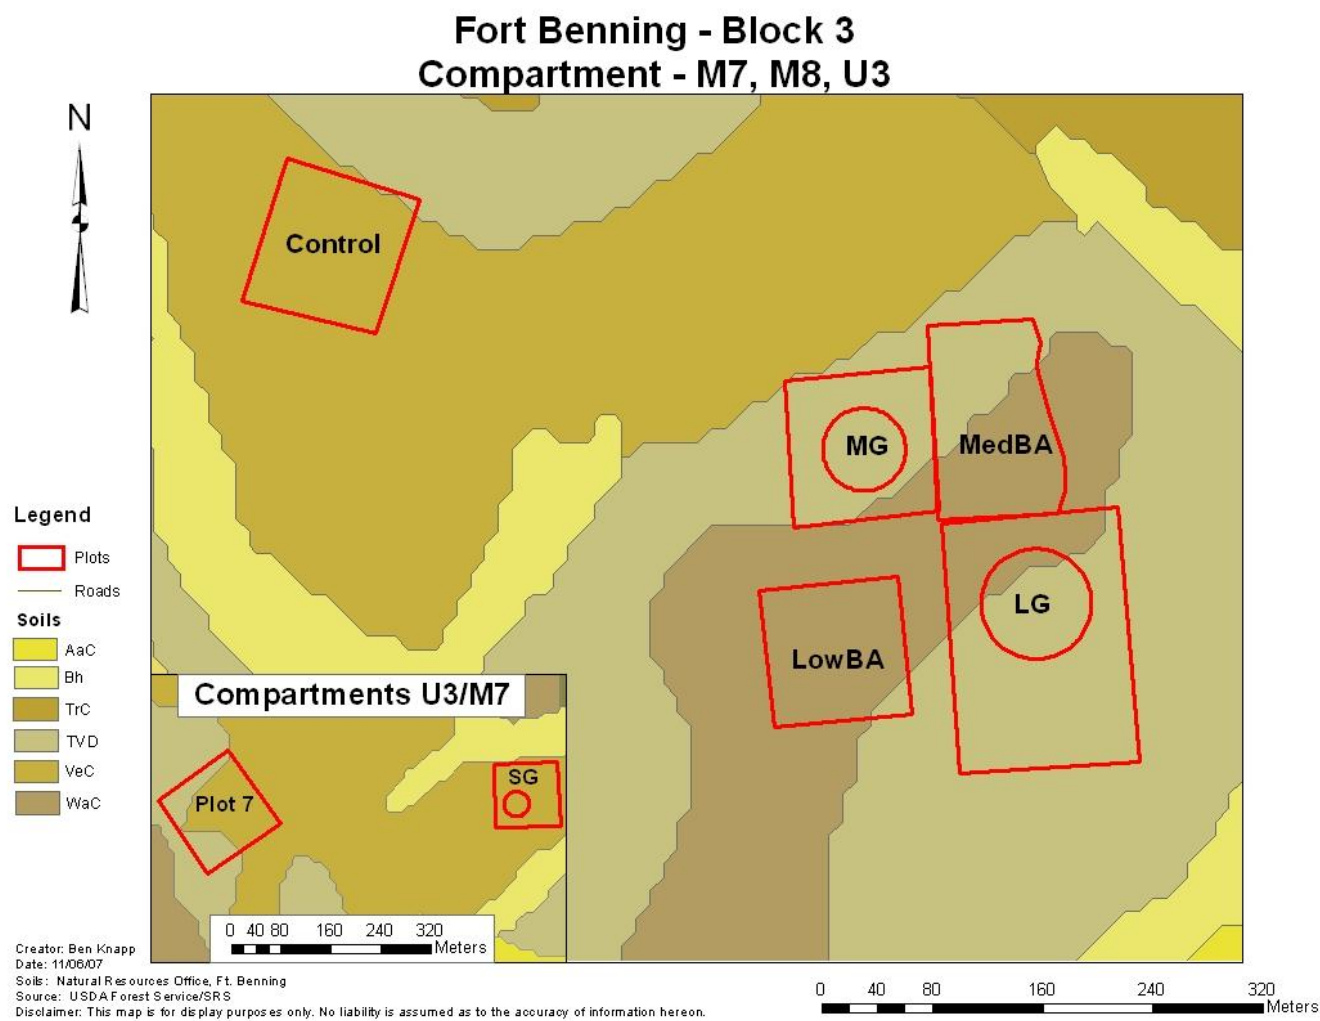 Fort Benning - Block 3
Compartment - M7, M8, U3
N
Control
MG
MedBA
LG
LowBA
Legend
Plots
Roads
Soils
AaC
Bh
TrC
TVD
VeC
WaC
Compartments U3/M7
SG
Plot 7
0 40 80 160 240 320
Meters
Creator: Ben Knapp
Date: 11/06/07
Soils: Natural Resources Office, Ft. Benning
Source: USDA Forest Service/SRS
Disclaimer: This map is for display purposes only. No liability is assumed as to the accuracy of information hereon.
0 40 80 160 240 320
Meters